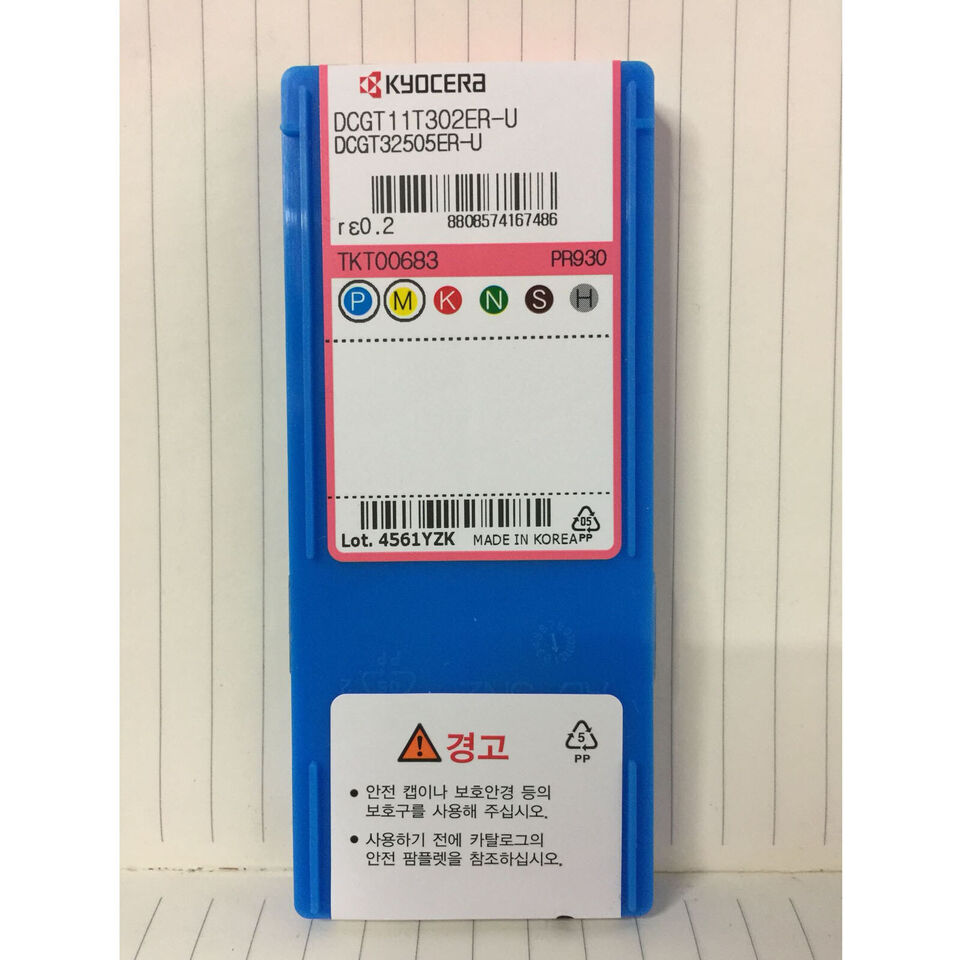 KYOCERA
DCGT11T302ER-U
DCGT32505ER-U
rε0.2
8808574167486
TKT00683 PR930
P M K N S H
05
Lot. 4561YZK MADE IN KOREA PP
경고
5
PP
• 안전 캡이나 보호안경 등의
보호구를 사용해 주십시오.
• 사용하기 전에 카탈로그의
안전 팜플렛을 참조하십시오.